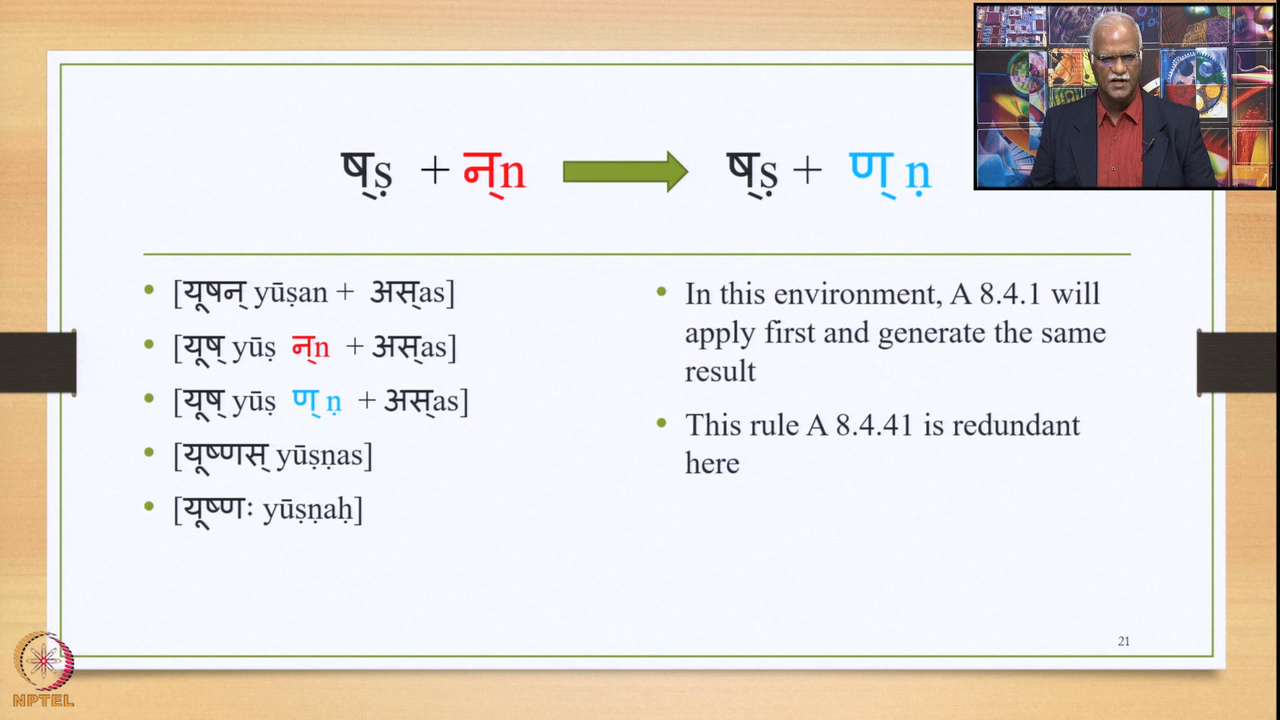 ष्ṣ + न्n ष्ṣ + ण् ṇ
[यूषन् yūṣan + अस्as]
[यूष् yūṣ न्n + अस्as]
[यूष् yūṣ ण् ṇ + अस्as]
[यूष्णस् yūṣṇas]
[यूष्णः yūṣṇaḥ]
In this environment, A 8.4.1 will
apply first and generate the same
result
This rule A 8.4.41 is redundant
here
21
NPTEL